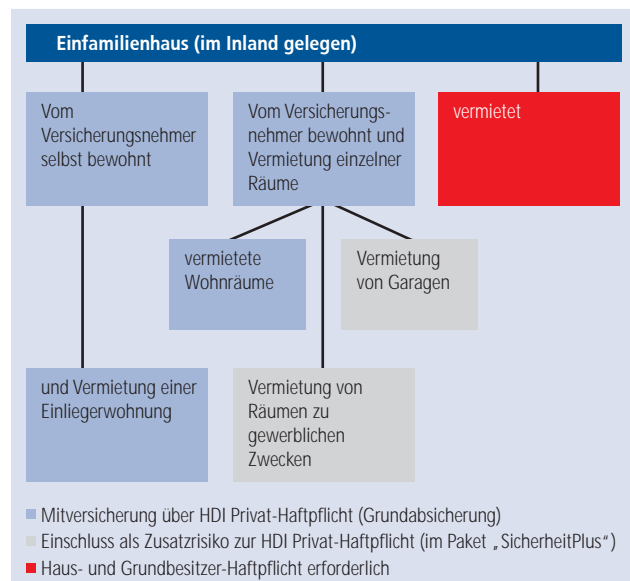 Einfamilienhaus (im Inland gelegen)
Vom
Versicherungsnehmer
selbst bewohnt
Vom Versicherungs-
nehmer bewohnt und
Vermietung einzelner
Räume
vermietet
vermietete
Wohnräume
Vermietung
von Garagen
und Vermietung einer
Einliegerwohnung
Vermietung von
Räumen zu
gewerblichen
Zwecken
Mitversicherung über HDI Privat-Haftpflicht (Grundabsicherung)
Einschluss als Zusatzrisiko zur HDI Privat-Haftpflicht (im Paket „SicherheitPlus“)
Haus- und Grundbesitzer-Haftpflicht erforderlich